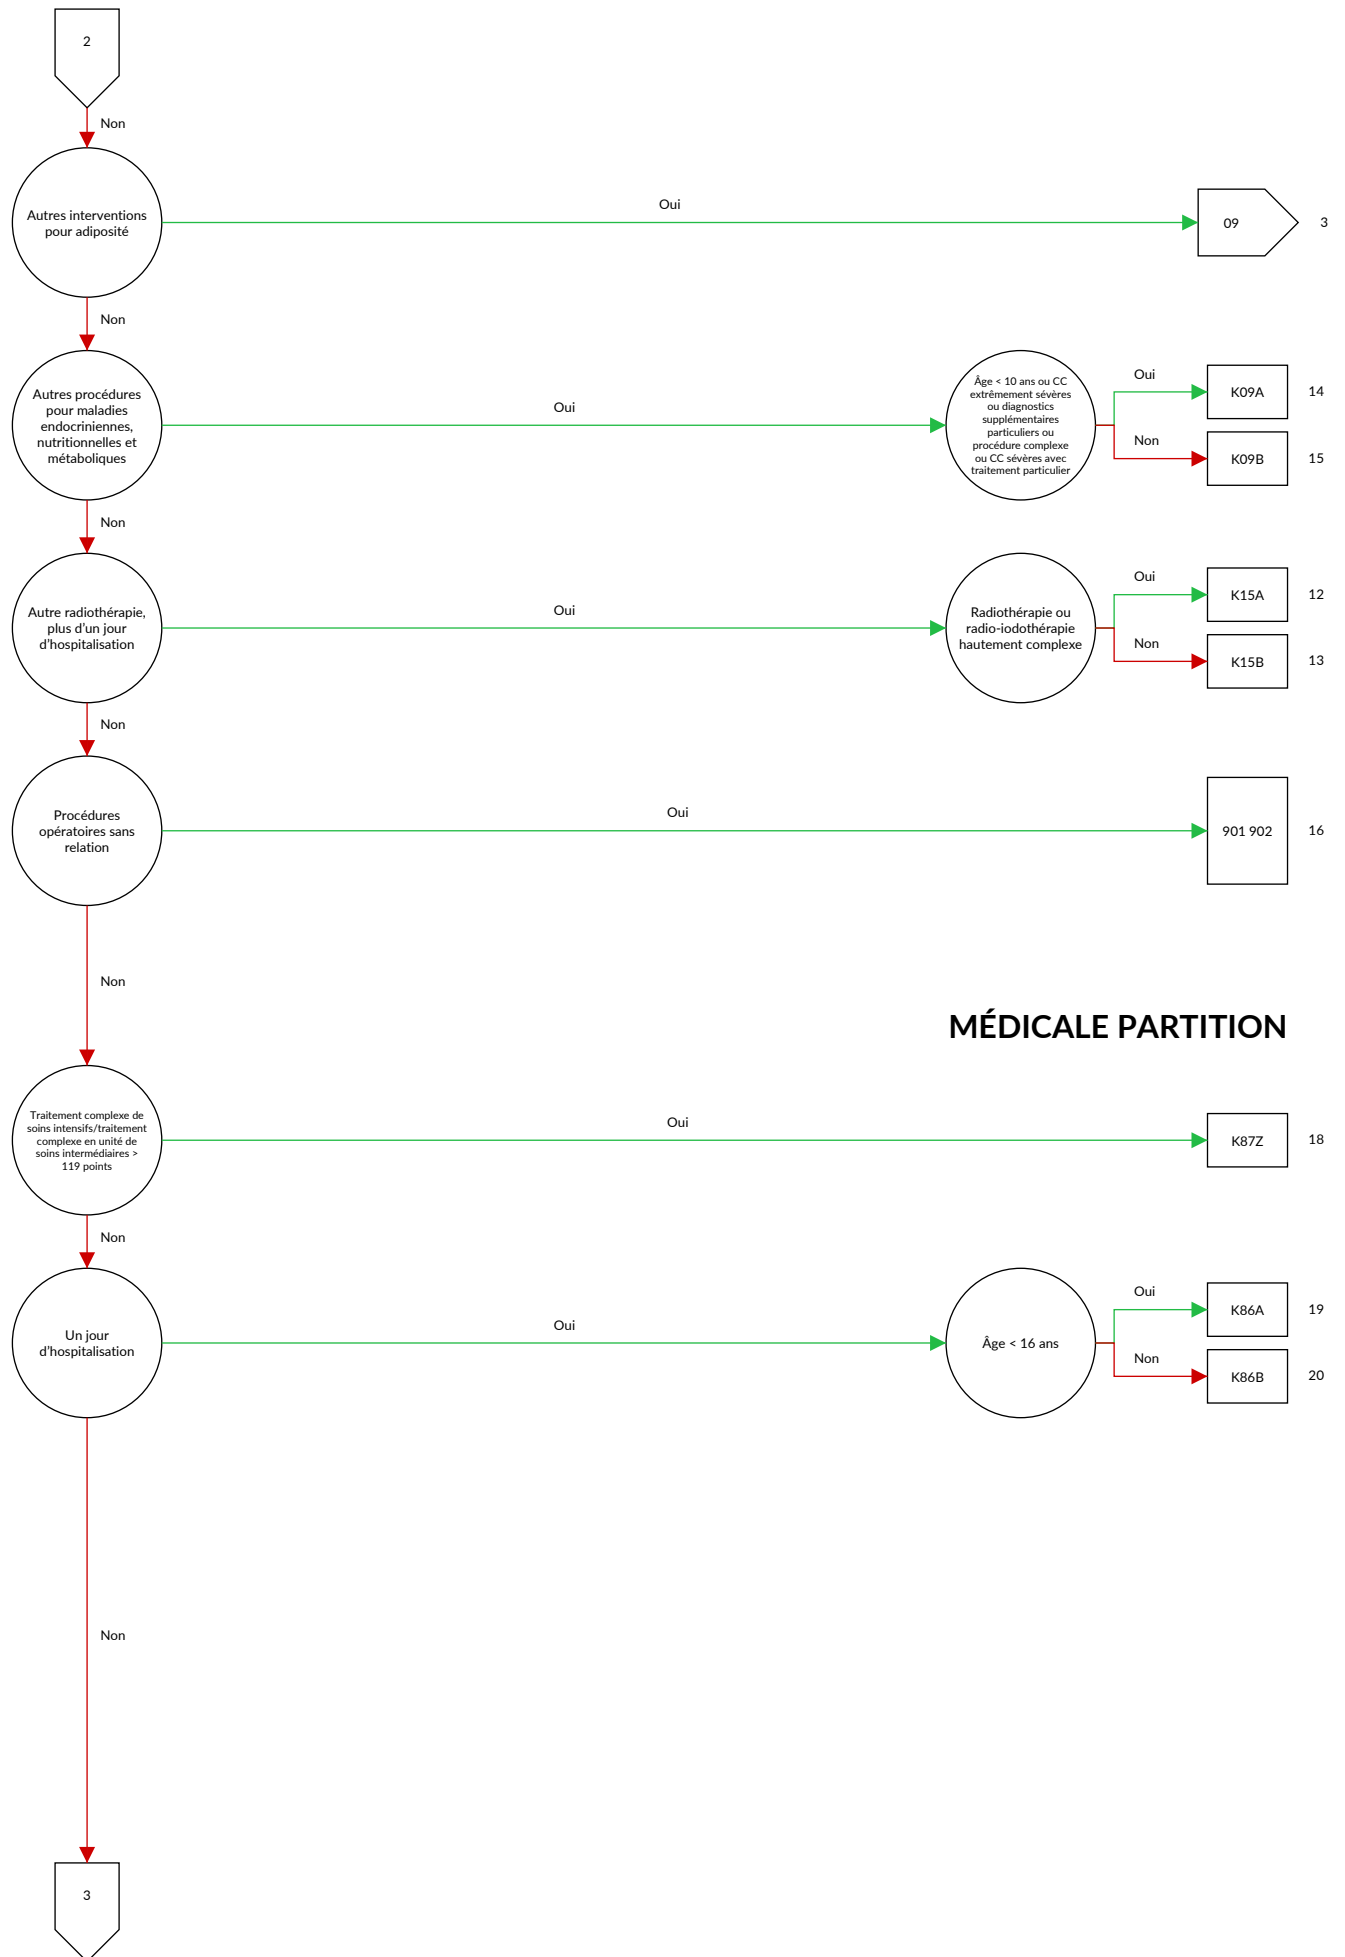 2
Non
Autres interventions
pour adiposité
Oui
09
3
Non
Autres procédures
pour maladies
endocriniennes,
nutritionnelles et
métaboliques
Oui
Âge < 10 ans ou CC
extrêmement sévères
ou diagnostics
supplémentaires
particuliers ou
procédure complexe
ou CC sévères avec
traitement particulier
Oui
K09A
14
Non
K09B
15
Non
Autre radiothérapie,
plus d'un jour
d'hospitalisation
Oui
Radiothérapie ou
radio-iodothérapie
hautement complexe
Oui
K15A
12
Non
K15B
13
Non
Procédures
opératoires sans
relation
Oui
901 902
16
Non
MÉDICALE PARTITION
Traitement complexe de
soins intensifs/traitement
complexe en unité de
soins intermédiaires >
119 points
Oui
K87Z
18
Non
Un jour
d'hospitalisation
Oui
Âge < 16 ans
Oui
K86A
19
Non
K86B
20
Non
3